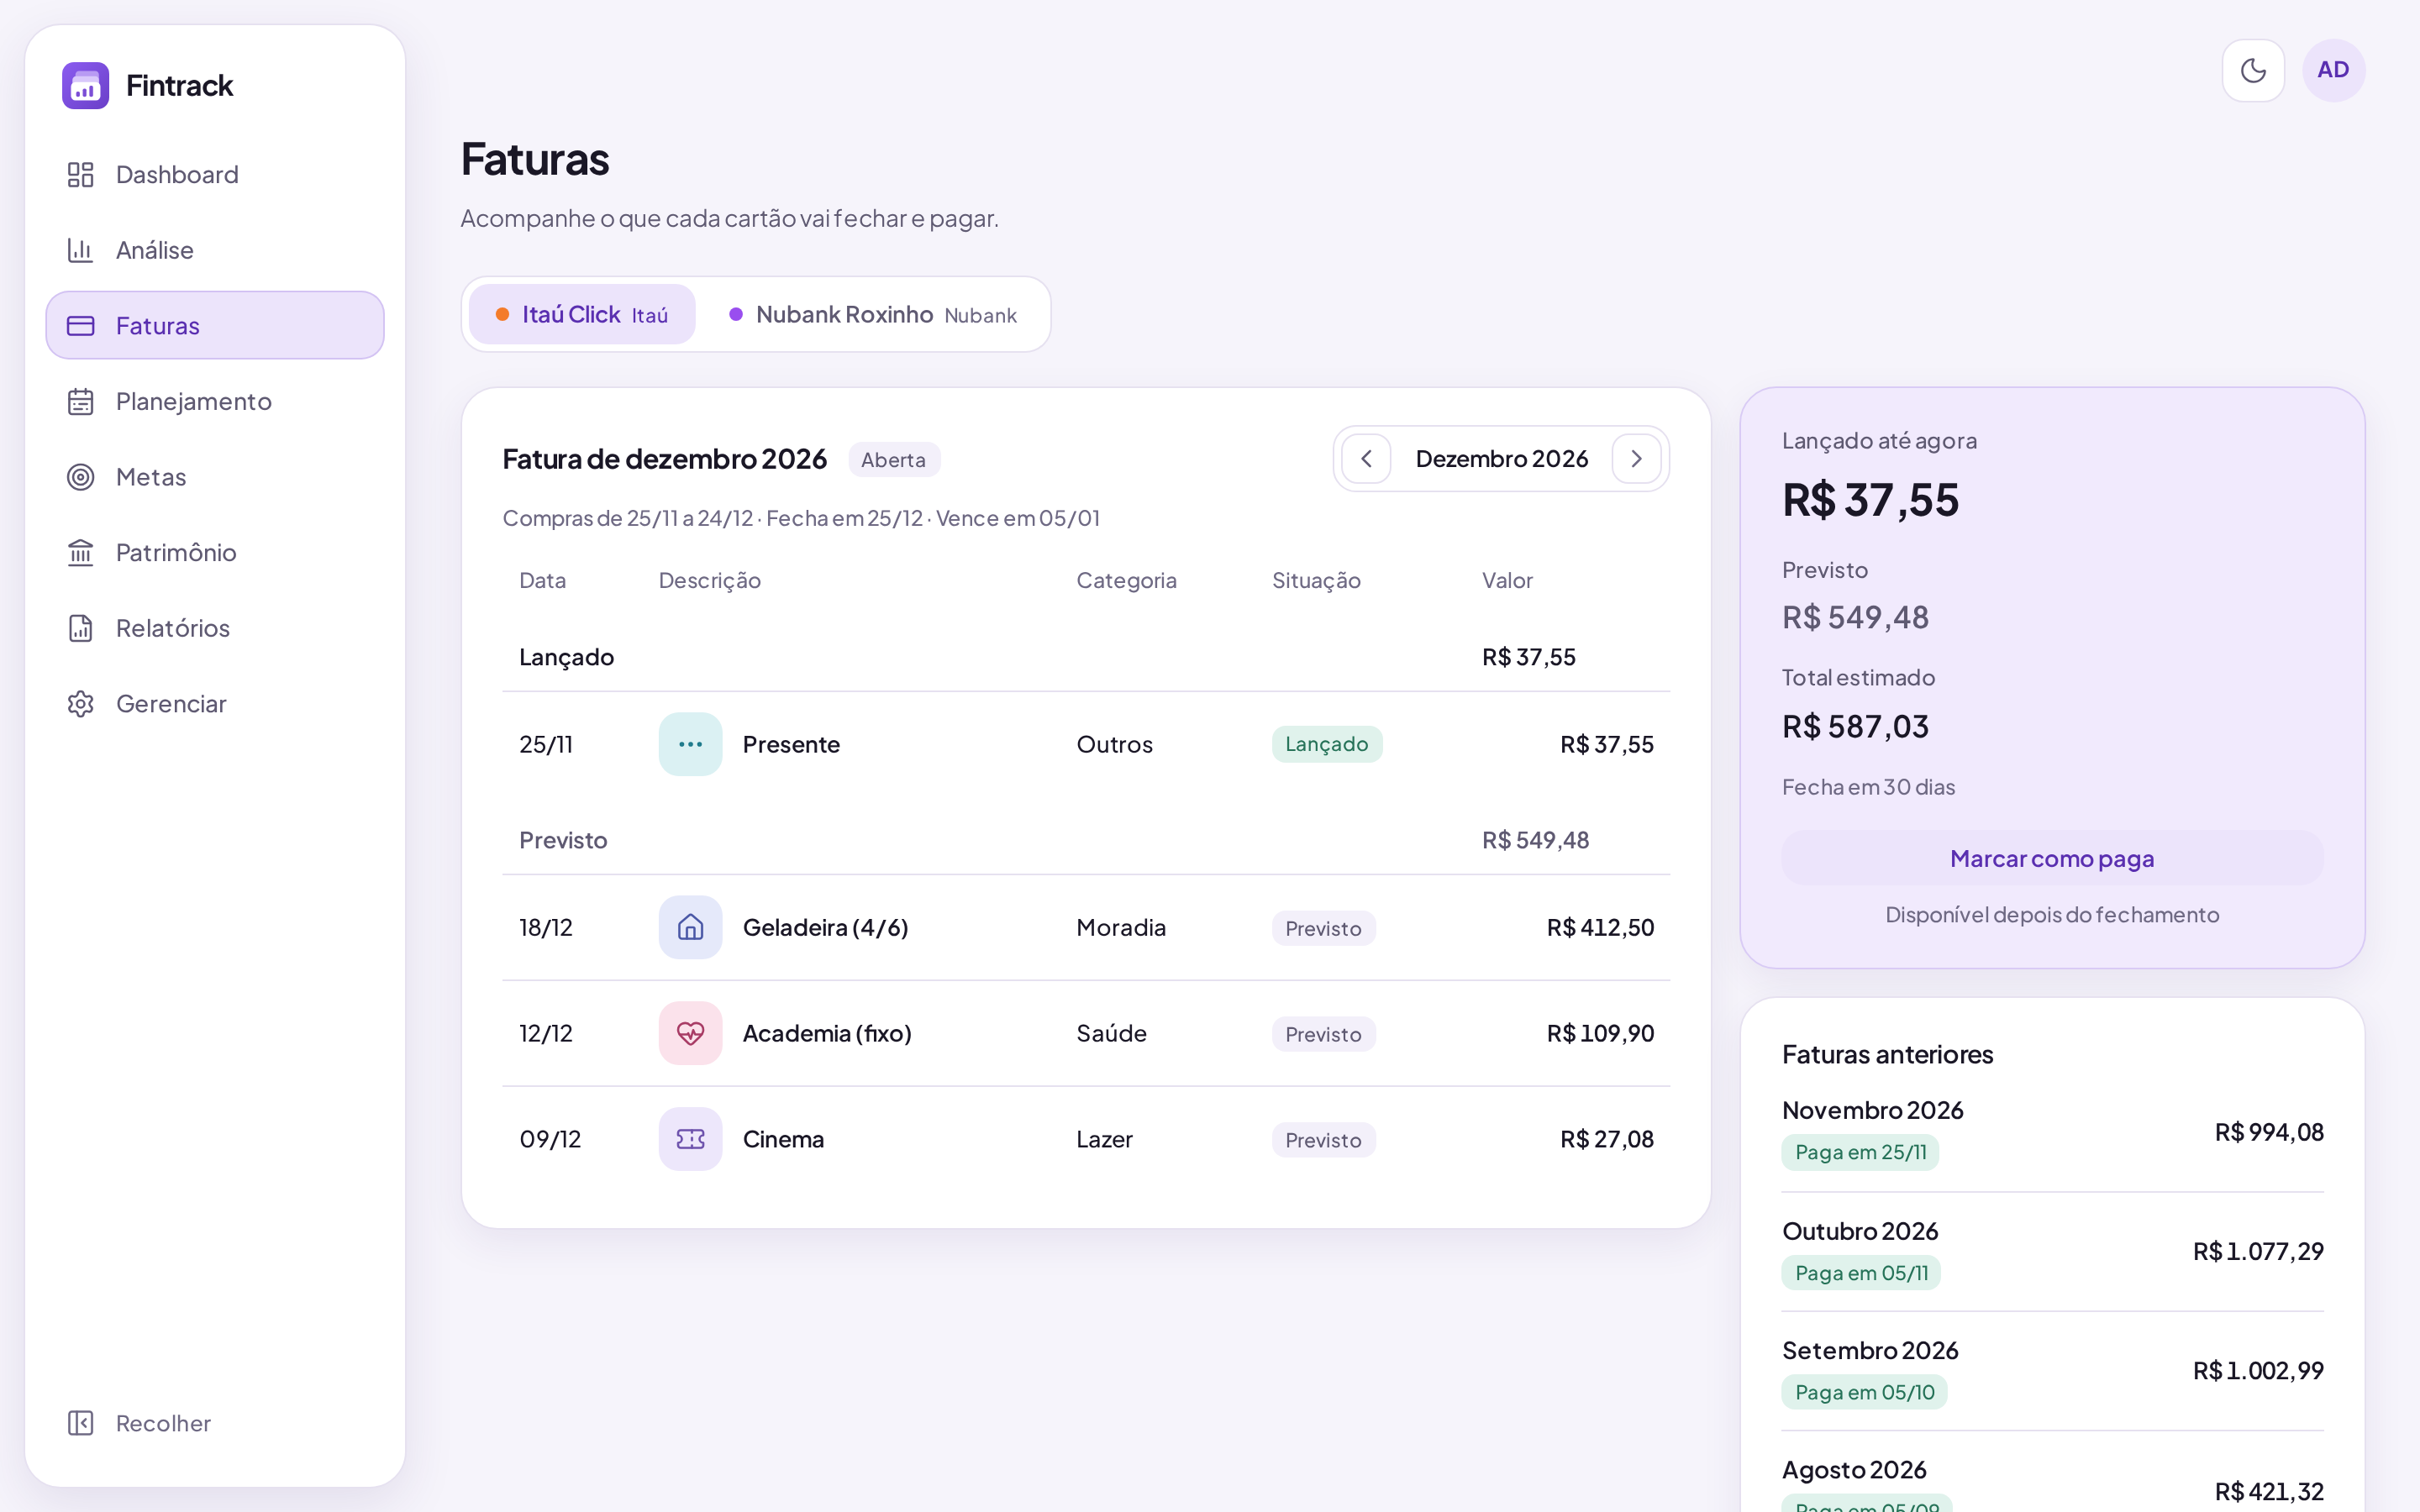 Fintrack
Dashboard
Análise
Faturas
Planejamento
Metas
Patrimônio
Relatórios
Gerenciar
Recolher
AD
Faturas
Acompanhe o que cada cartão vai fechar e pagar.
Itaú Click Itaú
Nubank Roxinho Nubank
Fatura de dezembro 2026 Aberta
Dezembro 2026
Compras de 25/11 a 24/12 · Fecha em 25/12 · Vence em 05/01
Data Descrição Categoria Situação Valor
Lançado R$ 37,55
25/11 Presente Outros Lançado R$ 37,55
Previsto R$ 549,48
18/12 Geladeira (4/6) Moradia Previsto R$ 412,50
12/12 Academia (fixo) Saúde Previsto R$ 109,90
09/12 Cinema Lazer Previsto R$ 27,08
Lançado até agora
R$ 37,55
Previsto
R$ 549,48
Total estimado
R$ 587,03
Fecha em 30 dias
Marcar como paga
Disponível depois do fechamento
Faturas anteriores
Novembro 2026
Paga em 25/11
R$ 994,08
Outubro 2026
Paga em 05/11
R$ 1.077,29
Setembro 2026
Paga em 05/10
R$ 1.002,99
Agosto 2026
Paga em 05/09
R$ 421,32